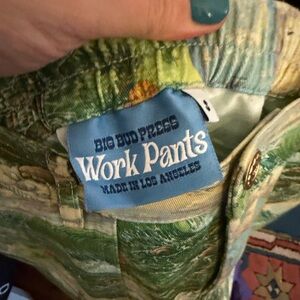 BIG BUD PRESS
Work Pants
MADE IN LOS ANGELES